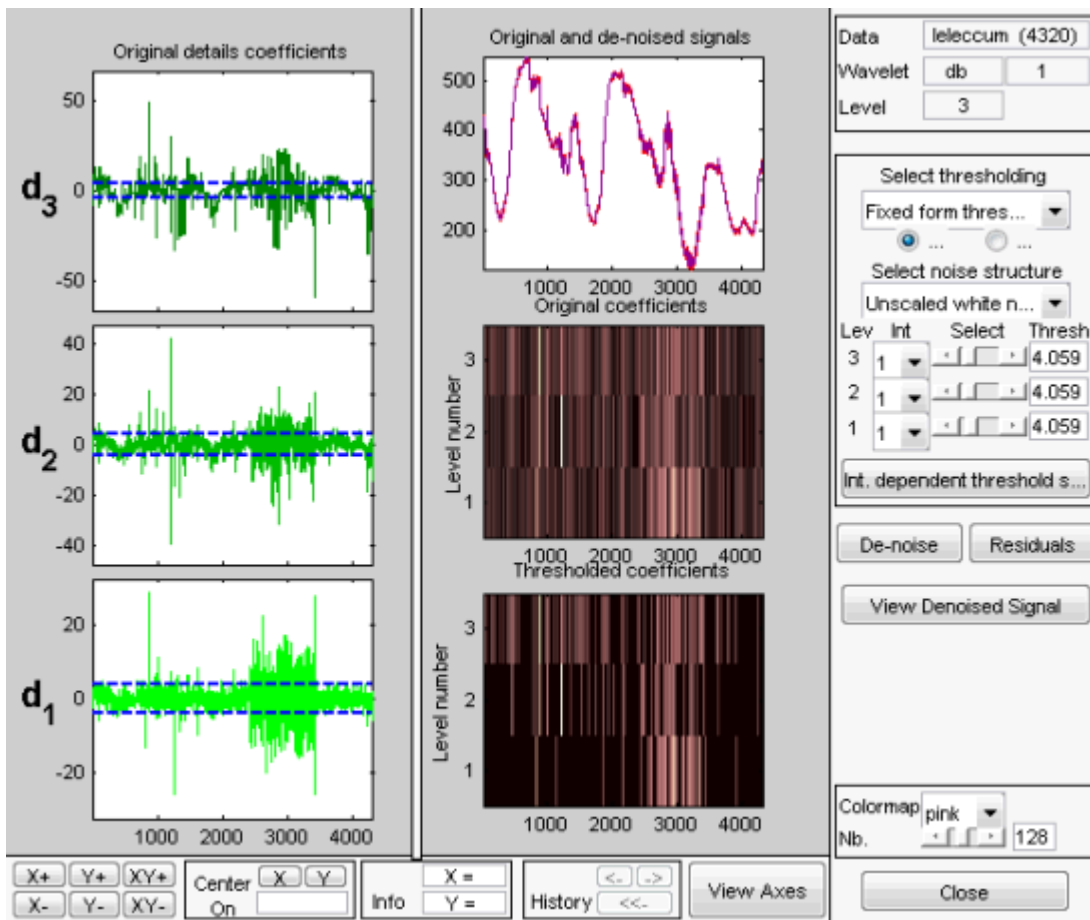 Original details coefficients
50
0
-50
d3
40
20
0
-20
-40
d2
20
0
-20
d1
1000 2000 3000 4000
Original and de-noised signals
500
400
300
200
1000 2000 3000 4000
Original coefficients
Level number
3
2
1
1000 2000 3000 4000
Thresholded coefficients
Level number
3
2
1
1000 2000 3000 4000
Data leleccum (4320)
Wavelet db 1
Level 3
Select thresholding
Fixed form thres...
... ...
Select noise structure
Unscaled white n...
Lev Int Select Thresh
3 1 4.059
2 1 4.059
1 1 4.059
Int. dependent threshold s...
De-noise Residuals
View Denoised Signal
Colormap pink
Nb. 128
Close
X+ Y+ XY+
X- Y- XY-
Center On X Y
Info X = Y =
History <- -> <<-
View Axes